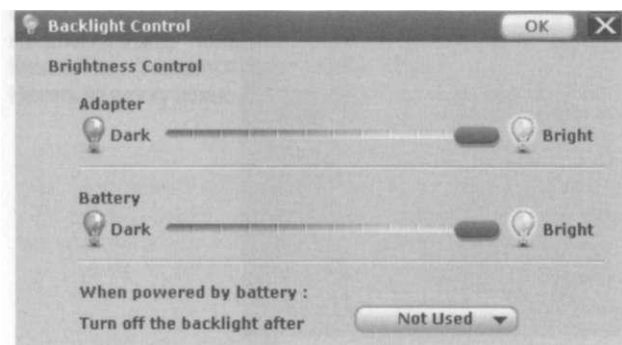 Backlight Control OK
Brightness Control
Adapter
Dark Bright
Battery
Dark Bright
When powered by battery :
Turn off the backlight after Not Used